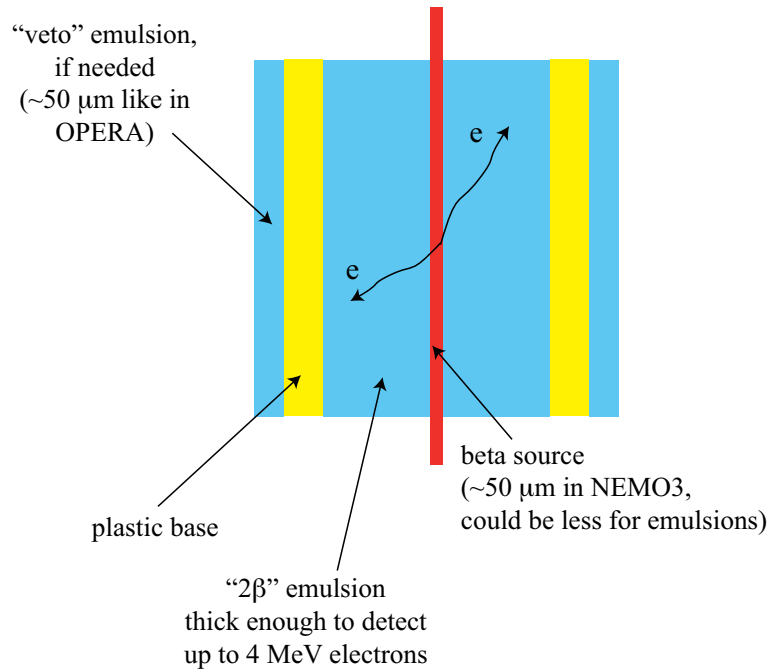 “veto” emulsion,
if needed
(~50 μm like in
OPERA)
e
e
beta source
(~50 μm in NEMO3,
could be less for emulsions)
plastic base
“2β” emulsion
thick enough to detect
up to 4 MeV electrons